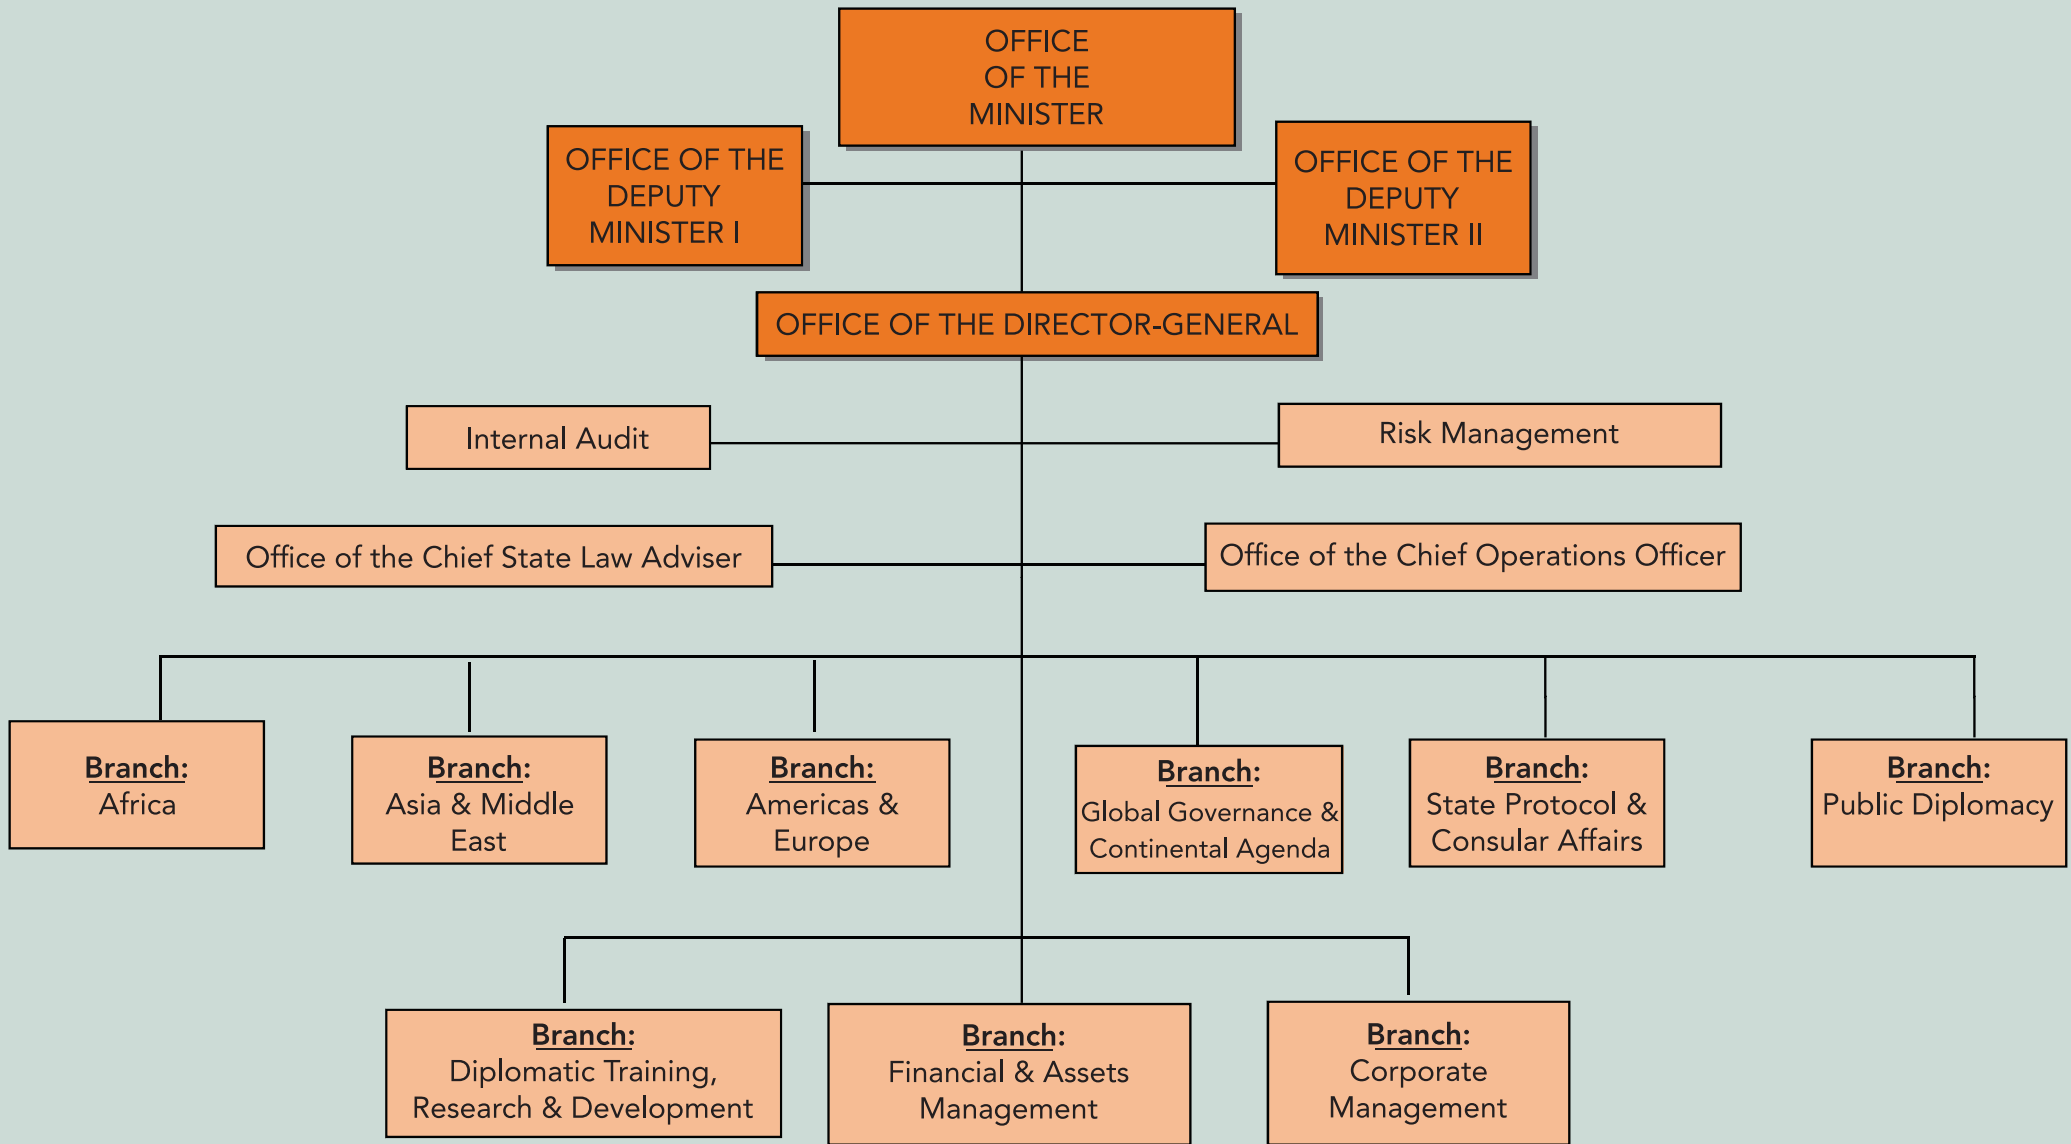 OFFICE
OF THE
MINISTER
OFFICE OF THE
DEPUTY
MINISTER I
OFFICE OF THE
DEPUTY
MINISTER II
OFFICE OF THE DIRECTOR-GENERAL
Internal Audit
Risk Management
Office of the Chief State Law Adviser
Office of the Chief Operations Officer
Branch:
Africa
Branch:
Asia & Middle
East
Branch:
Americas &
Europe
Branch:
Global Governance &
Continental Agenda
Branch:
State Protocol &
Consular Affairs
Branch:
Public Diplomacy
Branch:
Diplomatic Training,
Research & Development
Branch:
Financial & Assets
Management
Branch:
Corporate
Management